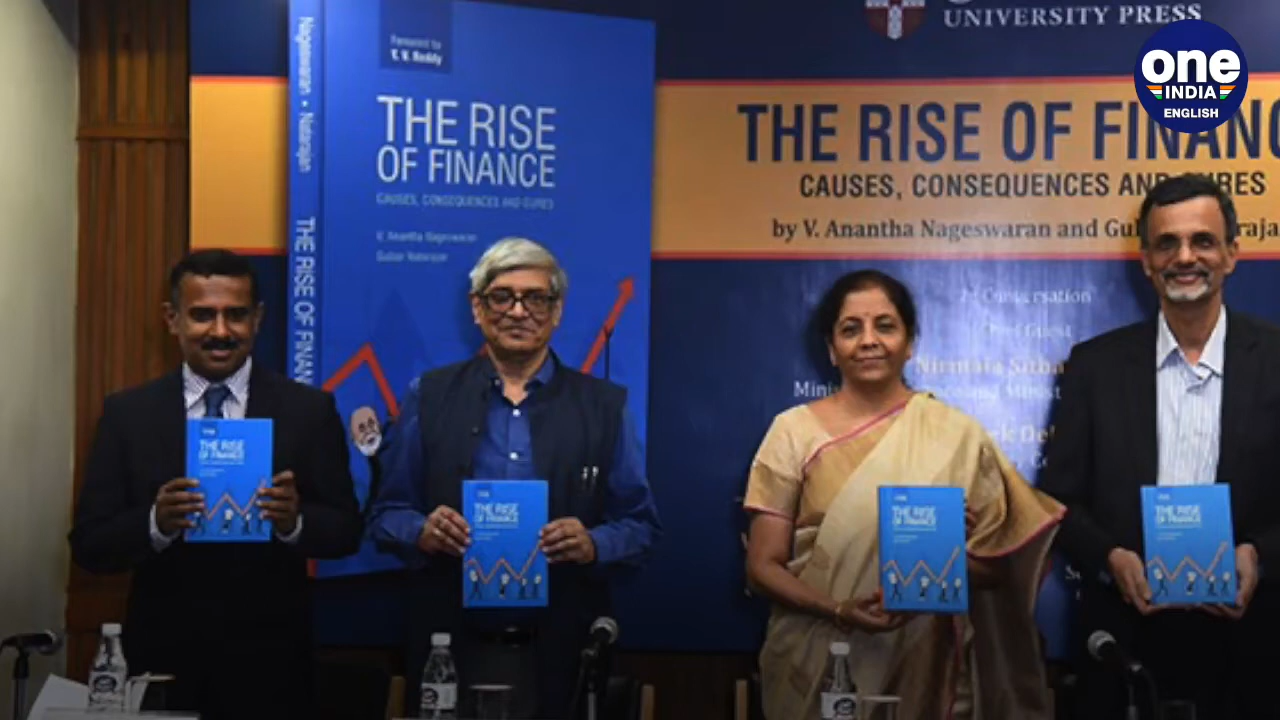 UNIVERSITY PRESS
one
INDIA
ENGLISH
Foreword by
Y. V. Reddy
THE RISE
OF FINANCE
CAUSES, CONSEQUENCES AND CURES
V. Anantha Nageswaran
Gulzar Natarajan
Nageswaran • Natarajan
THE RISE OF FINAN
THE RISE OF FINANC
CAUSES, CONSEQUENCES AND CURES
by V. Anantha Nageswaran and Gul raja
In Conversation
Chief Guest
Nirmala Sitha
Mini
THE RISE
OF FINANCE
THE RISE
OF FINANCE
THE RISE
OF FINANCE
THE RISE
OF FINANCE